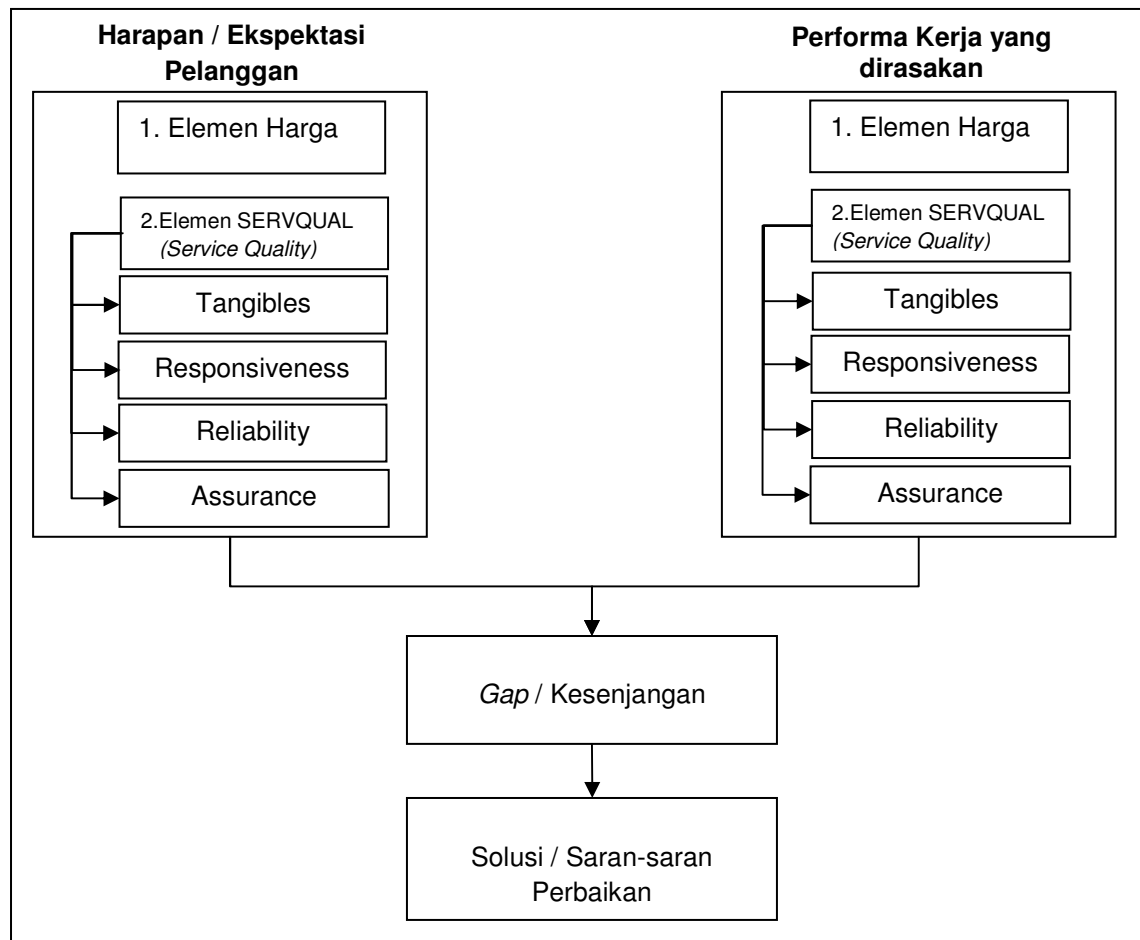 Harapan / Ekspektasi
Pelanggan
1. Elemen Harga
2.Elemen SERVQUAL
(Service Quality)
Tangibles
Responsiveness
Reliability
Assurance
Performa Kerja yang
dirasakan
1. Elemen Harga
2.Elemen SERVQUAL
(Service Quality)
Tangibles
Responsiveness
Reliability
Assurance
Gap / Kesenjangan
Solusi / Saran-saran
Perbaikan